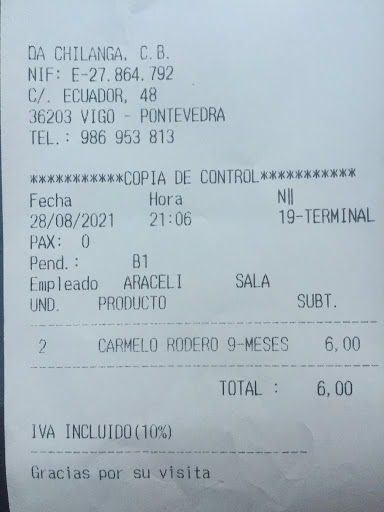 DA CHILANGA, C.B.
NIF: E-27.864.792
C/. ECUADOR, 48
36203 VIGO - PONTEVEDRA
TEL.: 986 953 813
***********COPIA DE CONTROL***********
Fecha Hora N||
28/08/2021 21:06 19-TERMINAL
PAX: 0
Pend.: B1
Empleado ARACELI SALA
UND. PRODUCTO SUBT.
2 CARMELO RODERO 9-MESES 6,00
TOTAL : 6,00
IVA INCLUIDO(10%)
Gracias por su visita